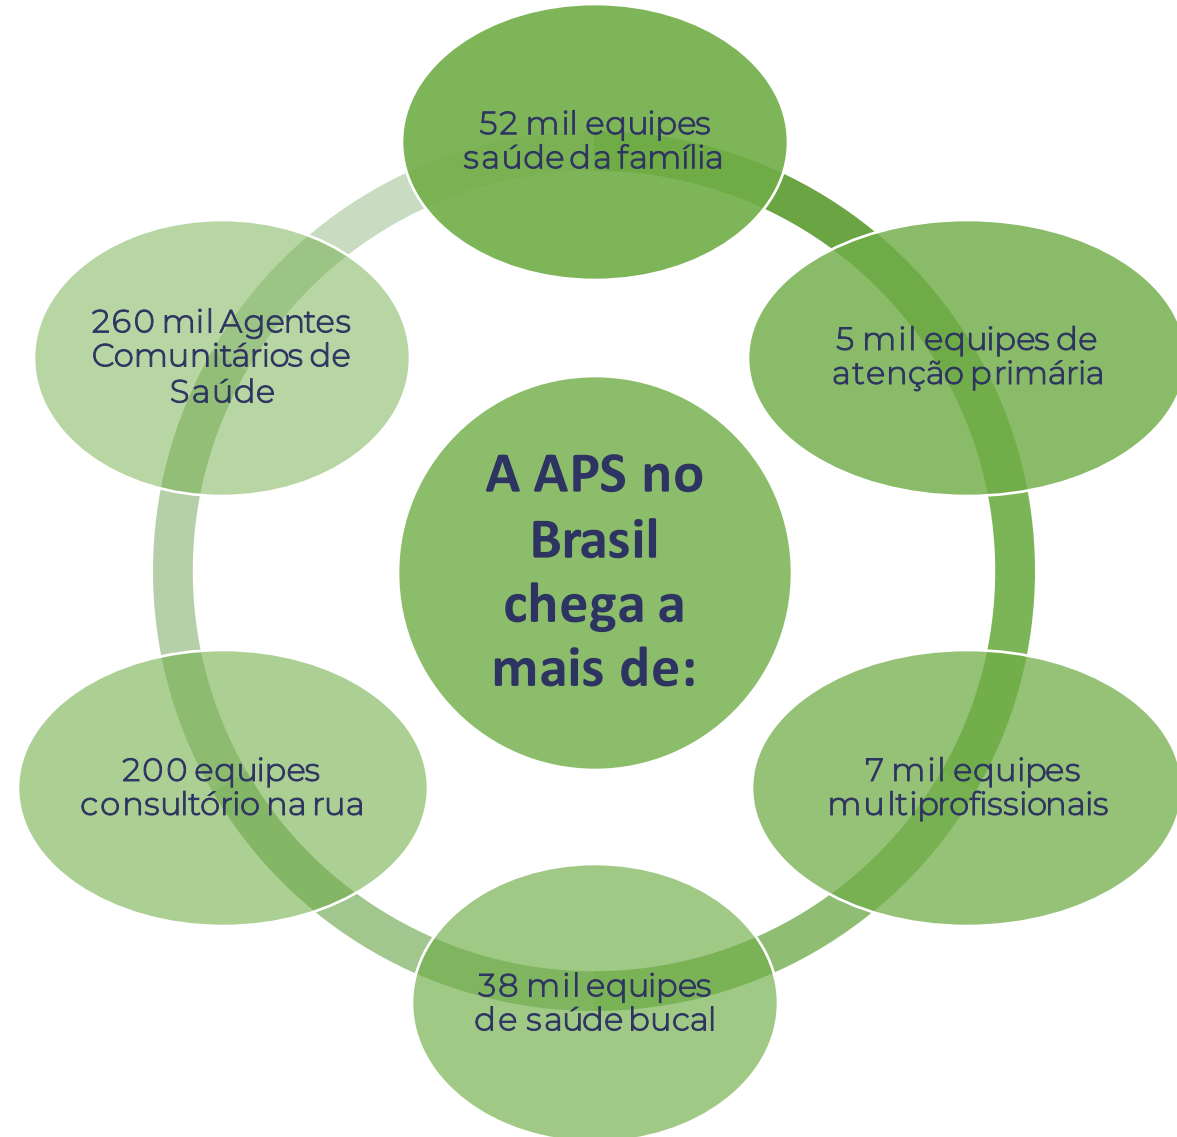 52 mil equipes
saúde da família
5 mil equipes de
atenção primária
7 mil equipes
multiprofissionais
38 mil equipes
de saúde bucal
200 equipes
consultório na rua
260 mil Agentes
Comunitários de
Saúde
A APS no
Brasil
chega a
mais de: